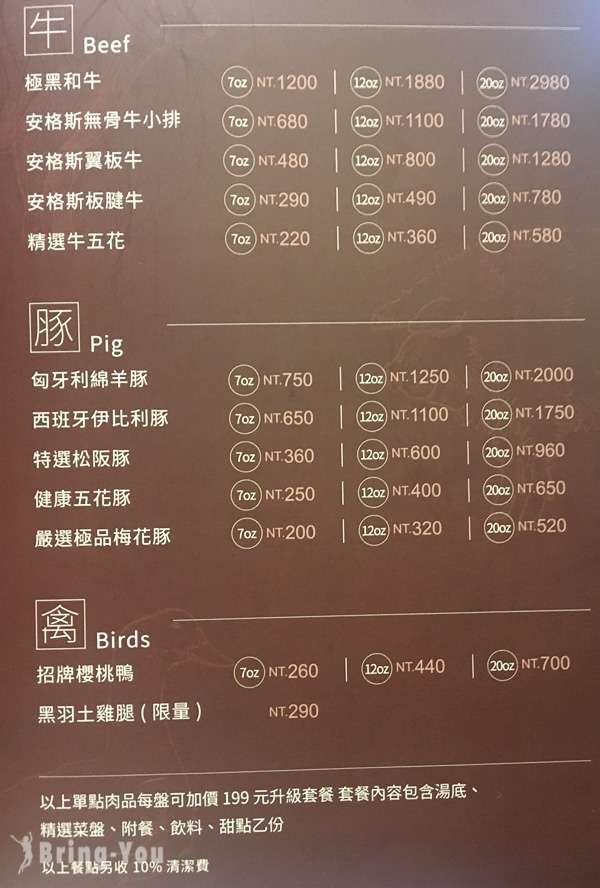 牛 Beef
極黑和牛 7oz NT.1200 | 12oz NT.1880 | 20oz NT.2980
安格斯無骨牛小排 7oz NT.680 | 12oz NT.1100 | 20oz NT.1780
安格斯翼板牛 7oz NT.480 | 12oz NT.800 | 20oz NT.1280
安格斯板腱牛 7oz NT.290 | 12oz NT.490 | 20oz NT.780
精選牛五花 7oz NT.220 | 12oz NT.360 | 20oz NT.580
豚 Pig
匈牙利綿羊豚 7oz NT.750 | 12oz NT.1250 | 20oz NT.2000
西班牙伊比利豚 7oz NT.650 | 12oz NT.1100 | 20oz NT.1750
特選松阪豚 7oz NT.360 | 12oz NT.600 | 20oz NT.960
健康五花豚 7oz NT.250 | 12oz NT.400 | 20oz NT.650
嚴選極品梅花豚 7oz NT.200 | 12oz NT.320 | 20oz NT.520
禽 Birds
招牌櫻桃鴨 7oz NT.260 | 12oz NT.440 | 20oz NT.700
黑羽土雞腿 ( 限量 ) NT.290
以上單點肉品每盤可加價 199 元升級套餐 套餐內容包含湯底、
精選菜盤、附餐、飲料、甜點乙份
Bring-You
以上餐點另收 10% 清潔費